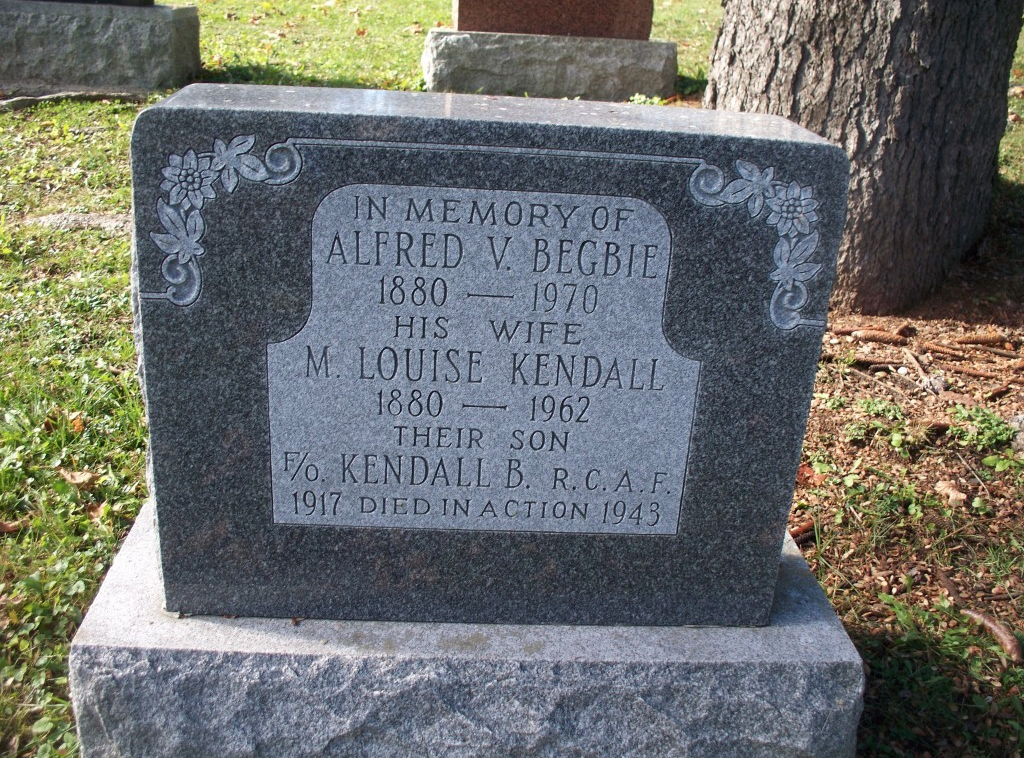 IN MEMORY OF
ALFRED V. BEGBIE
1880 — 1970
HIS WIFE
M. LOUISE KENDALL
1880 — 1962
THEIR SON
F/O. KENDALL B. R.C.A.F.
1917 DIED IN ACTION 1943